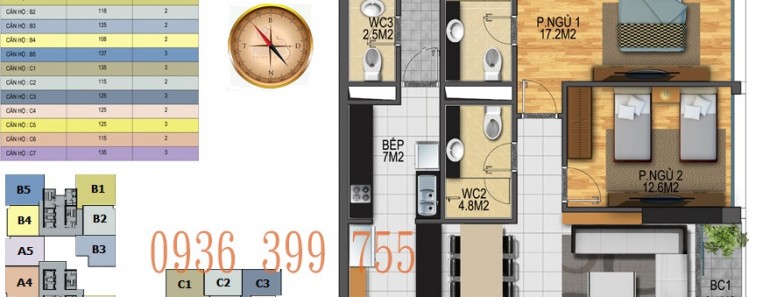 CĂN HỘ : B2 118 2
CĂN HỘ : B3 125 2
CĂN HỘ : B4 108 2
CĂN HỘ : B5 137 3
CĂN HỘ : C1 135 3
CĂN HỘ : C2 115 2
CĂN HỘ : C3 125 3
CĂN HỘ : C4 125 2
CĂN HỘ : C5 135 3
CĂN HỘ : C6 115 2
CĂN HỘ : C7 135 3
B
Đ
T
N
WC3
2.5M2
P.NGỦ 1
17.2M2
BẾP
7M2
WC2
4.8M2
P.NGỦ 2
12.6M2
BC1
B5
B1
B4
B2
B3
A5
A4
C1
C2
C3
0936 399 755